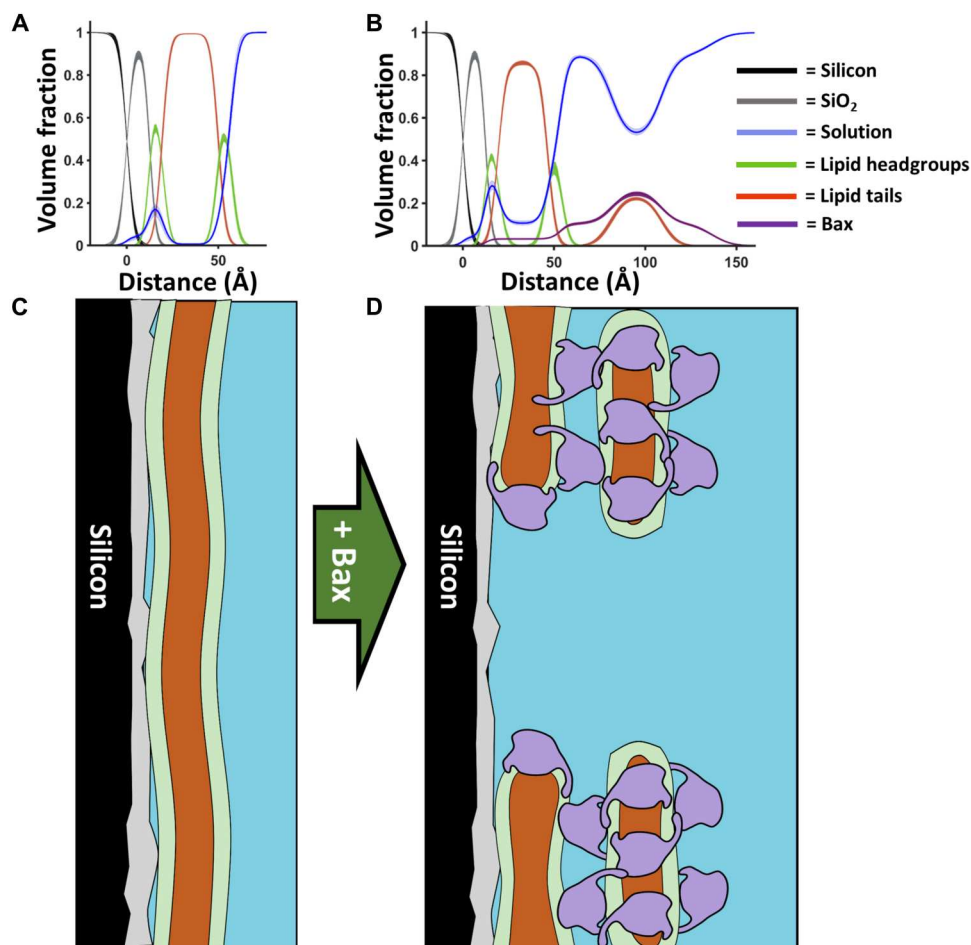 A
Volume fraction
1
0.8
0.6
0.4
0.2
0
0
50
Distance (Å)
B
Volume fraction
1
0.8
0.6
0.4
0.2
0
0
50
100
150
Distance (Å)
= Silicon
= SiO₂
= Solution
= Lipid headgroups
= Lipid tails
= Bax
C
Silicon
+ Bax
D
Silicon